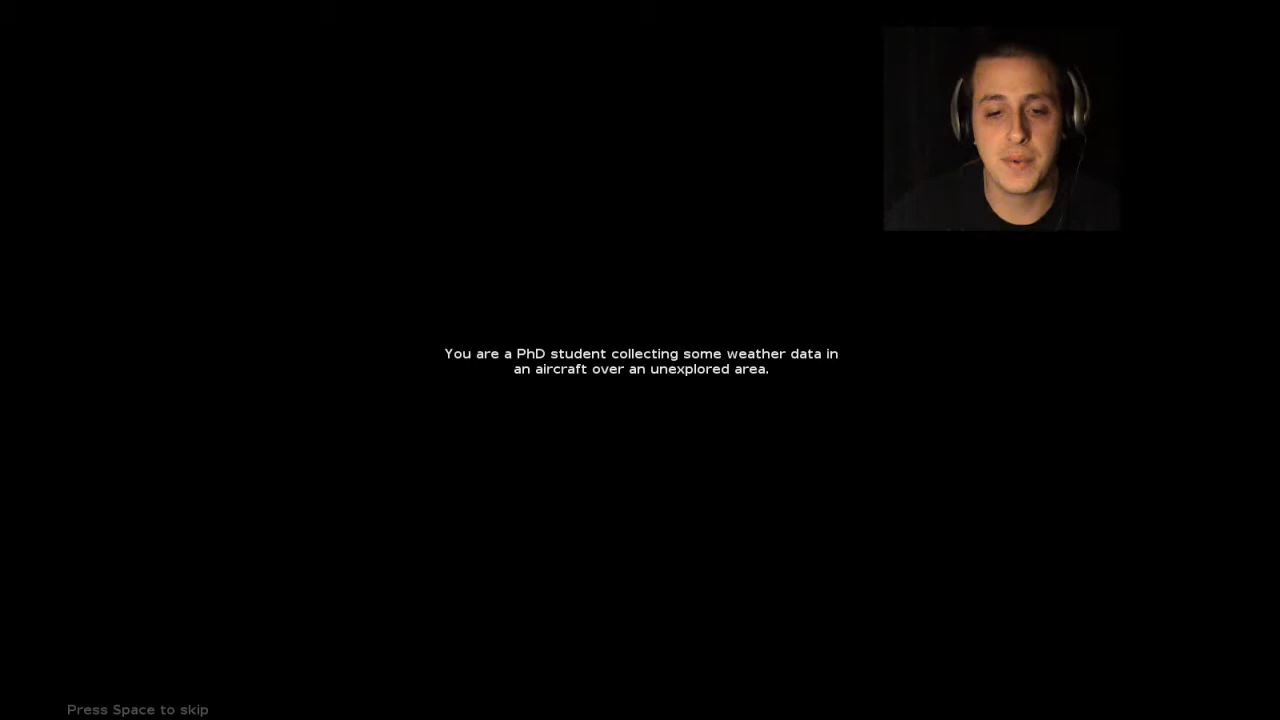 You are a PhD student collecting some weather data in
an aircraft over an unexplored area.
Press Space to skip